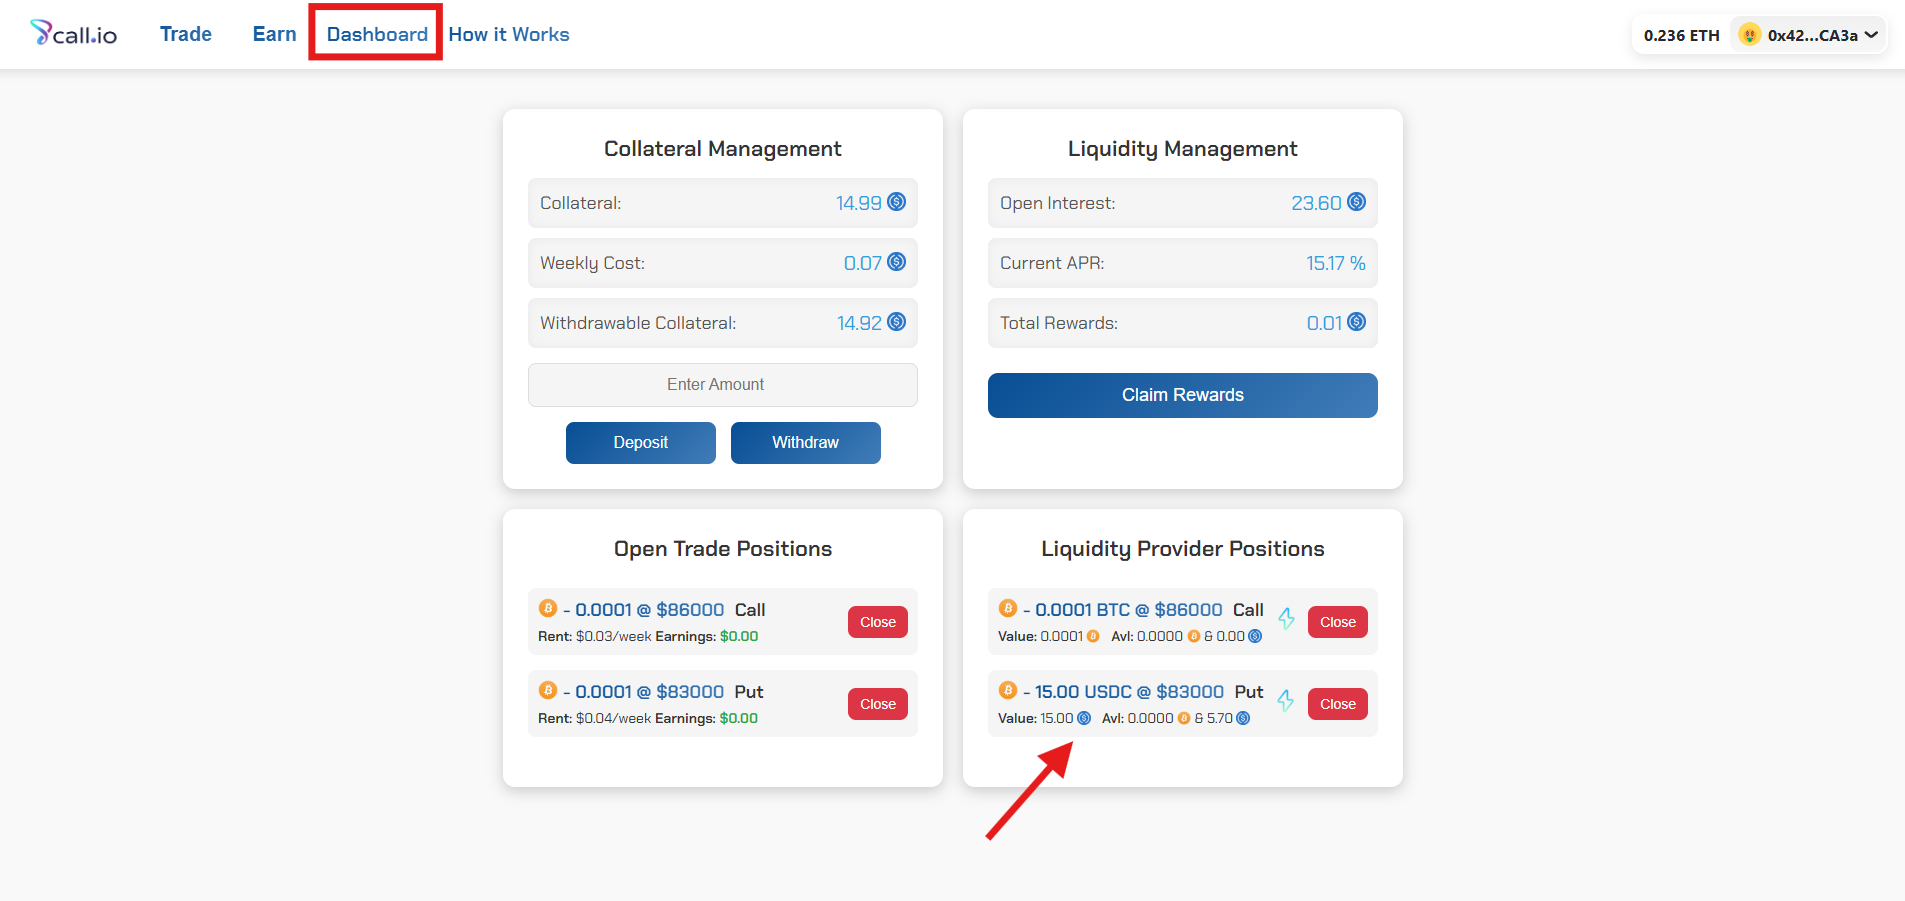 call.io
Trade
Earn
Dashboard
How it Works
0.236 ETH
0x42...CA3a
Collateral Management
Collateral: 14.99
Weekly Cost: 0.07
Withdrawable Collateral: 14.92
Enter Amount
Deposit Withdraw
Liquidity Management
Open Interest: 23.60
Current APR: 15.17 %
Total Rewards: 0.01
Claim Rewards
Open Trade Positions
- 0.0001 @ $86000 Call
Rent: $0.03/week Earnings: $0.00
Close
- 0.0001 @ $83000 Put
Rent: $0.04/week Earnings: $0.00
Close
Liquidity Provider Positions
- 0.0001 BTC @ $86000 Call
Value: 0.0001 Avl: 0.0000 & 0.00
Close
- 15.00 USDC @ $83000 Put
Value: 15.00 Avl: 0.0000 & 5.70
Close